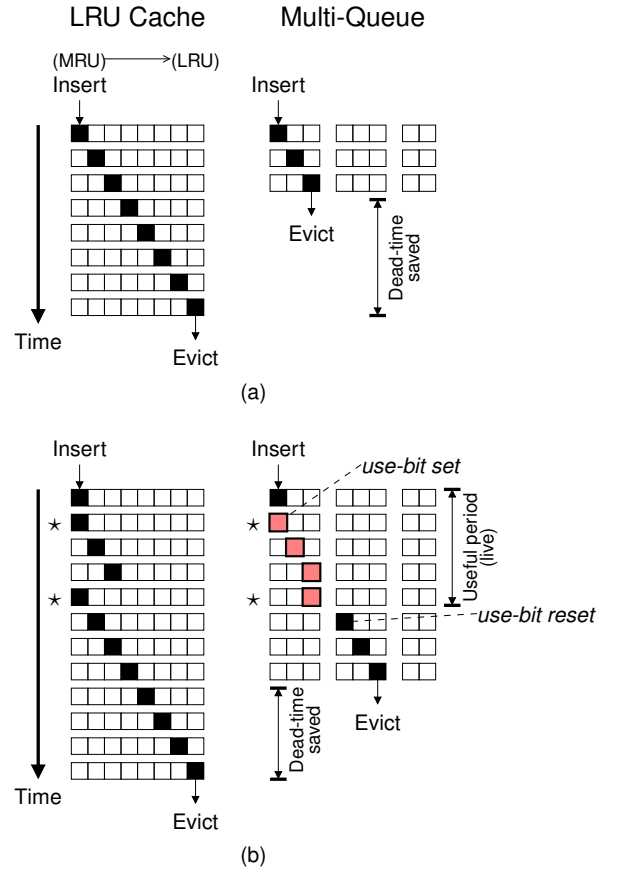 LRU Cache Multi-Queue
(MRU) (LRU)
Insert Insert
Evict
Dead-time
saved
Time
Evict
(a)
Insert Insert
use-bit set
⋆ ⋆
Useful period
(live)
⋆ ⋆
use-bit reset
Evict
Dead-time
saved
Time
Evict
(b)